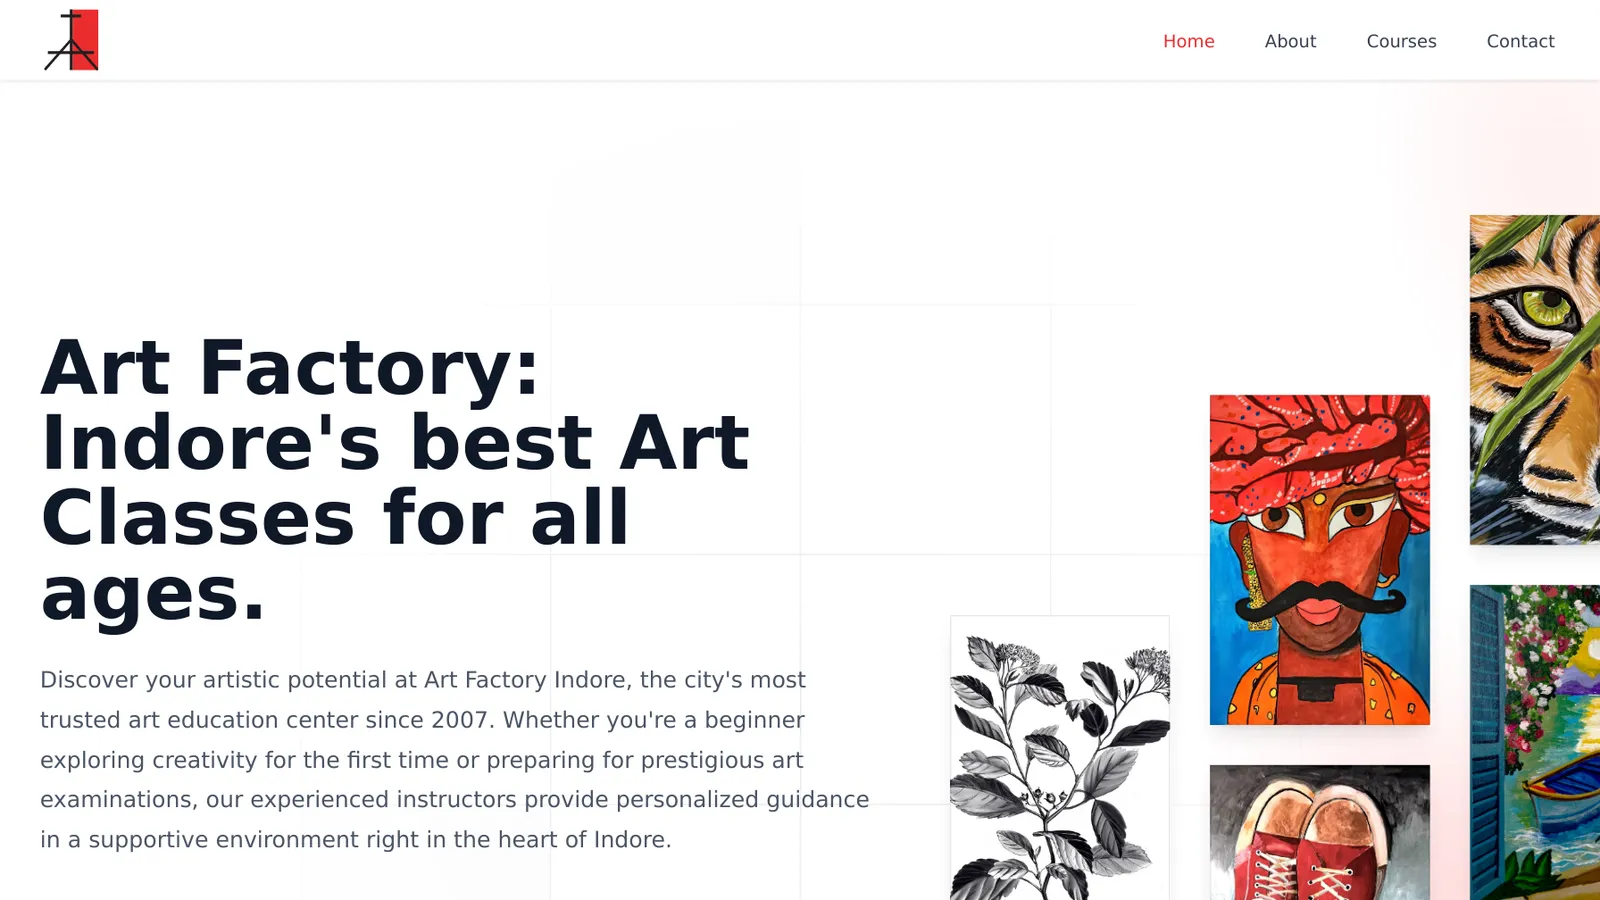 Home
About
Courses
Contact
Art Factory:
Indore's best Art
Classes for all
ages.
Discover your artistic potential at Art Factory Indore, the city's most
trusted art education center since 2007. Whether you're a beginner
exploring creativity for the first time or preparing for prestigious art
examinations, our experienced instructors provide personalized guidance
in a supportive environment right in the heart of Indore.